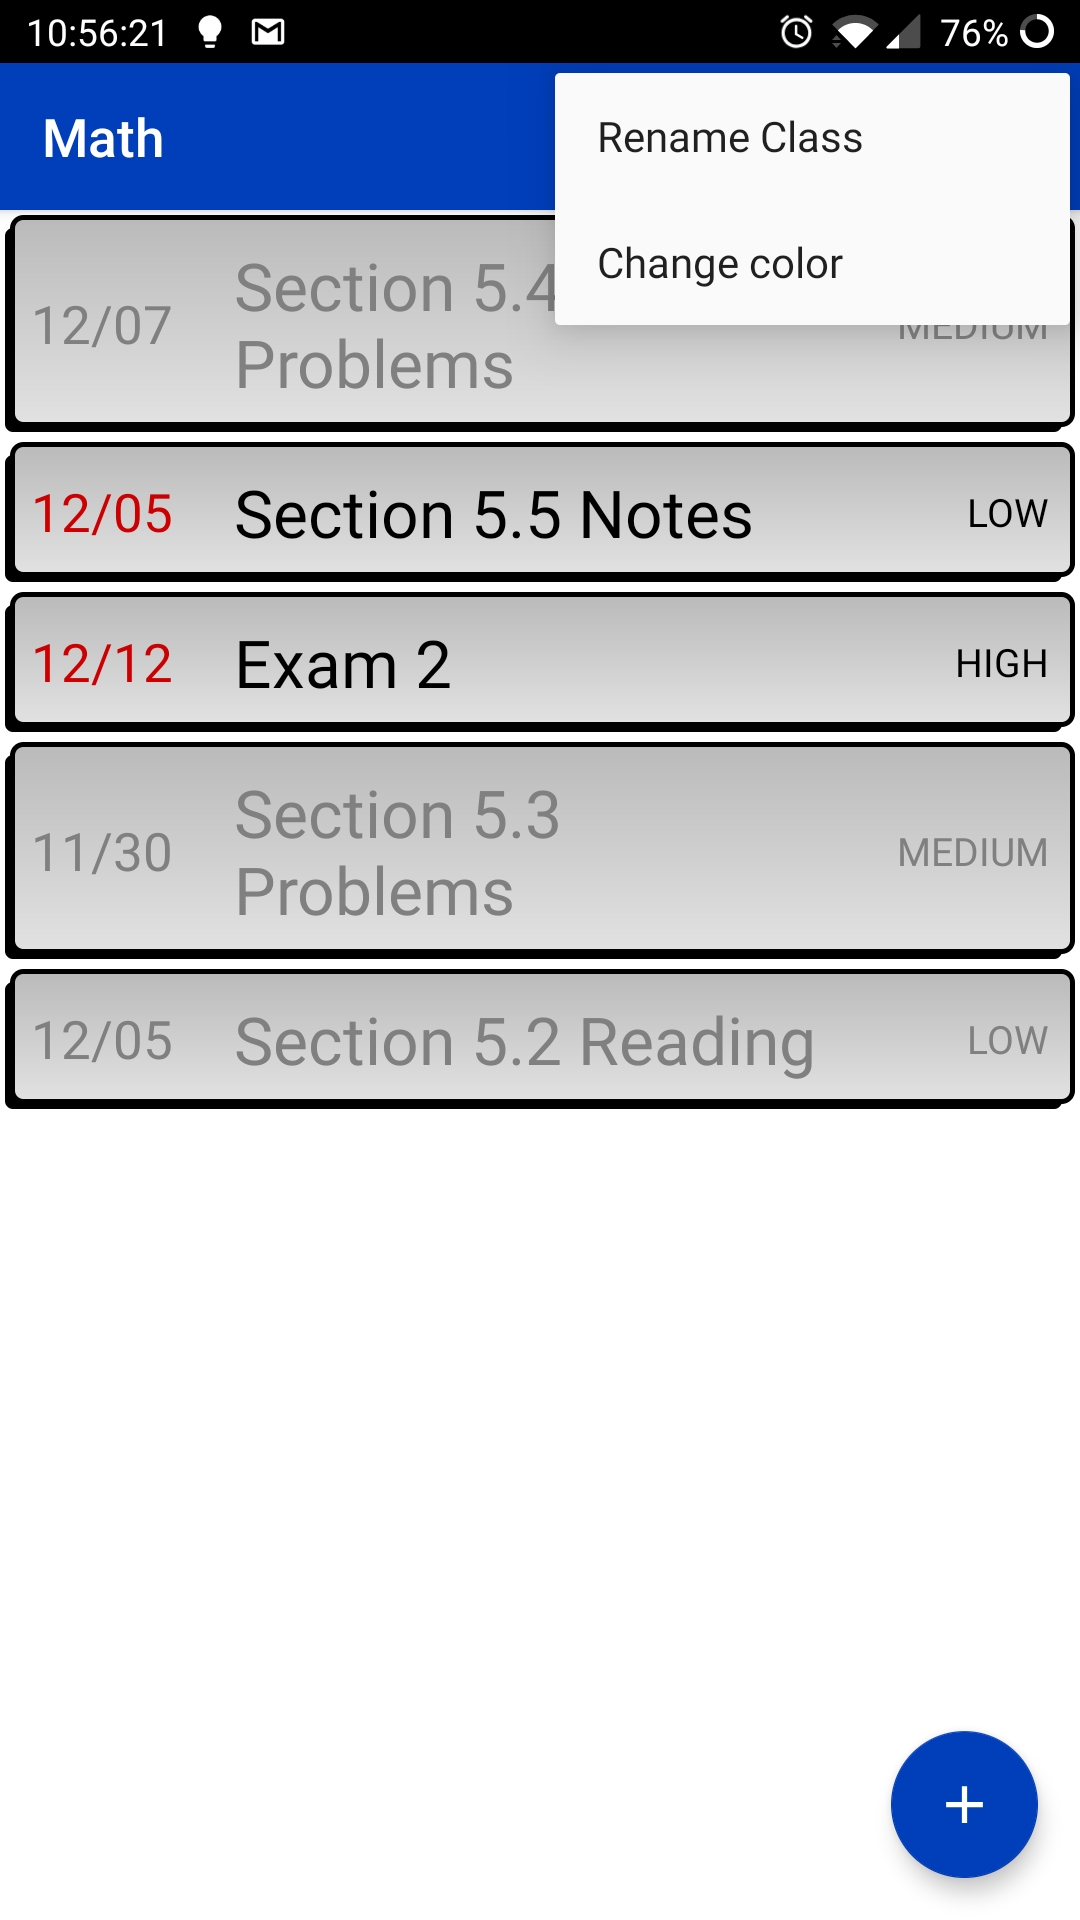 10:56:21
76%
Math
Rename Class
Change color
12/07
Section 5.4
Problems
MEDIUM
12/05
Section 5.5 Notes
LOW
12/12
Exam 2
HIGH
11/30
Section 5.3
Problems
MEDIUM
12/05
Section 5.2 Reading
LOW